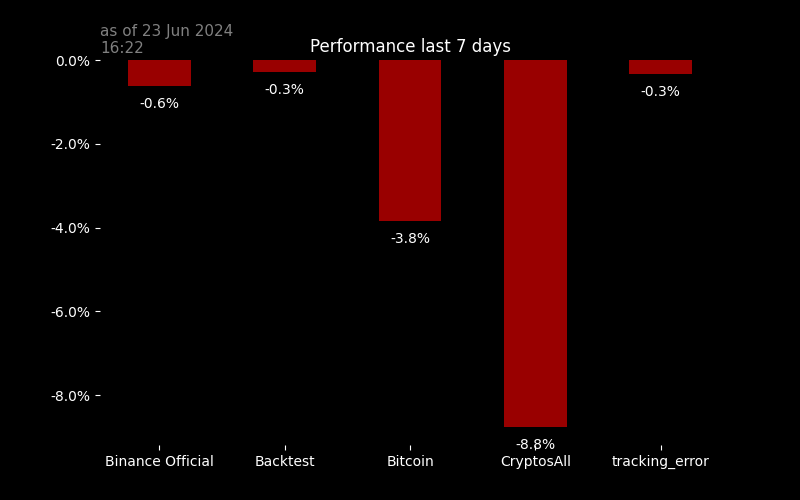 as of 23 Jun 2024
16:22
Performance last 7 days
0.0%
-2.0%
-4.0%
-6.0%
-8.0%
-0.6%
-0.3%
-3.8%
-8.8%
-0.3%
Binance Official
Backtest
Bitcoin
CryptosAll
tracking_error